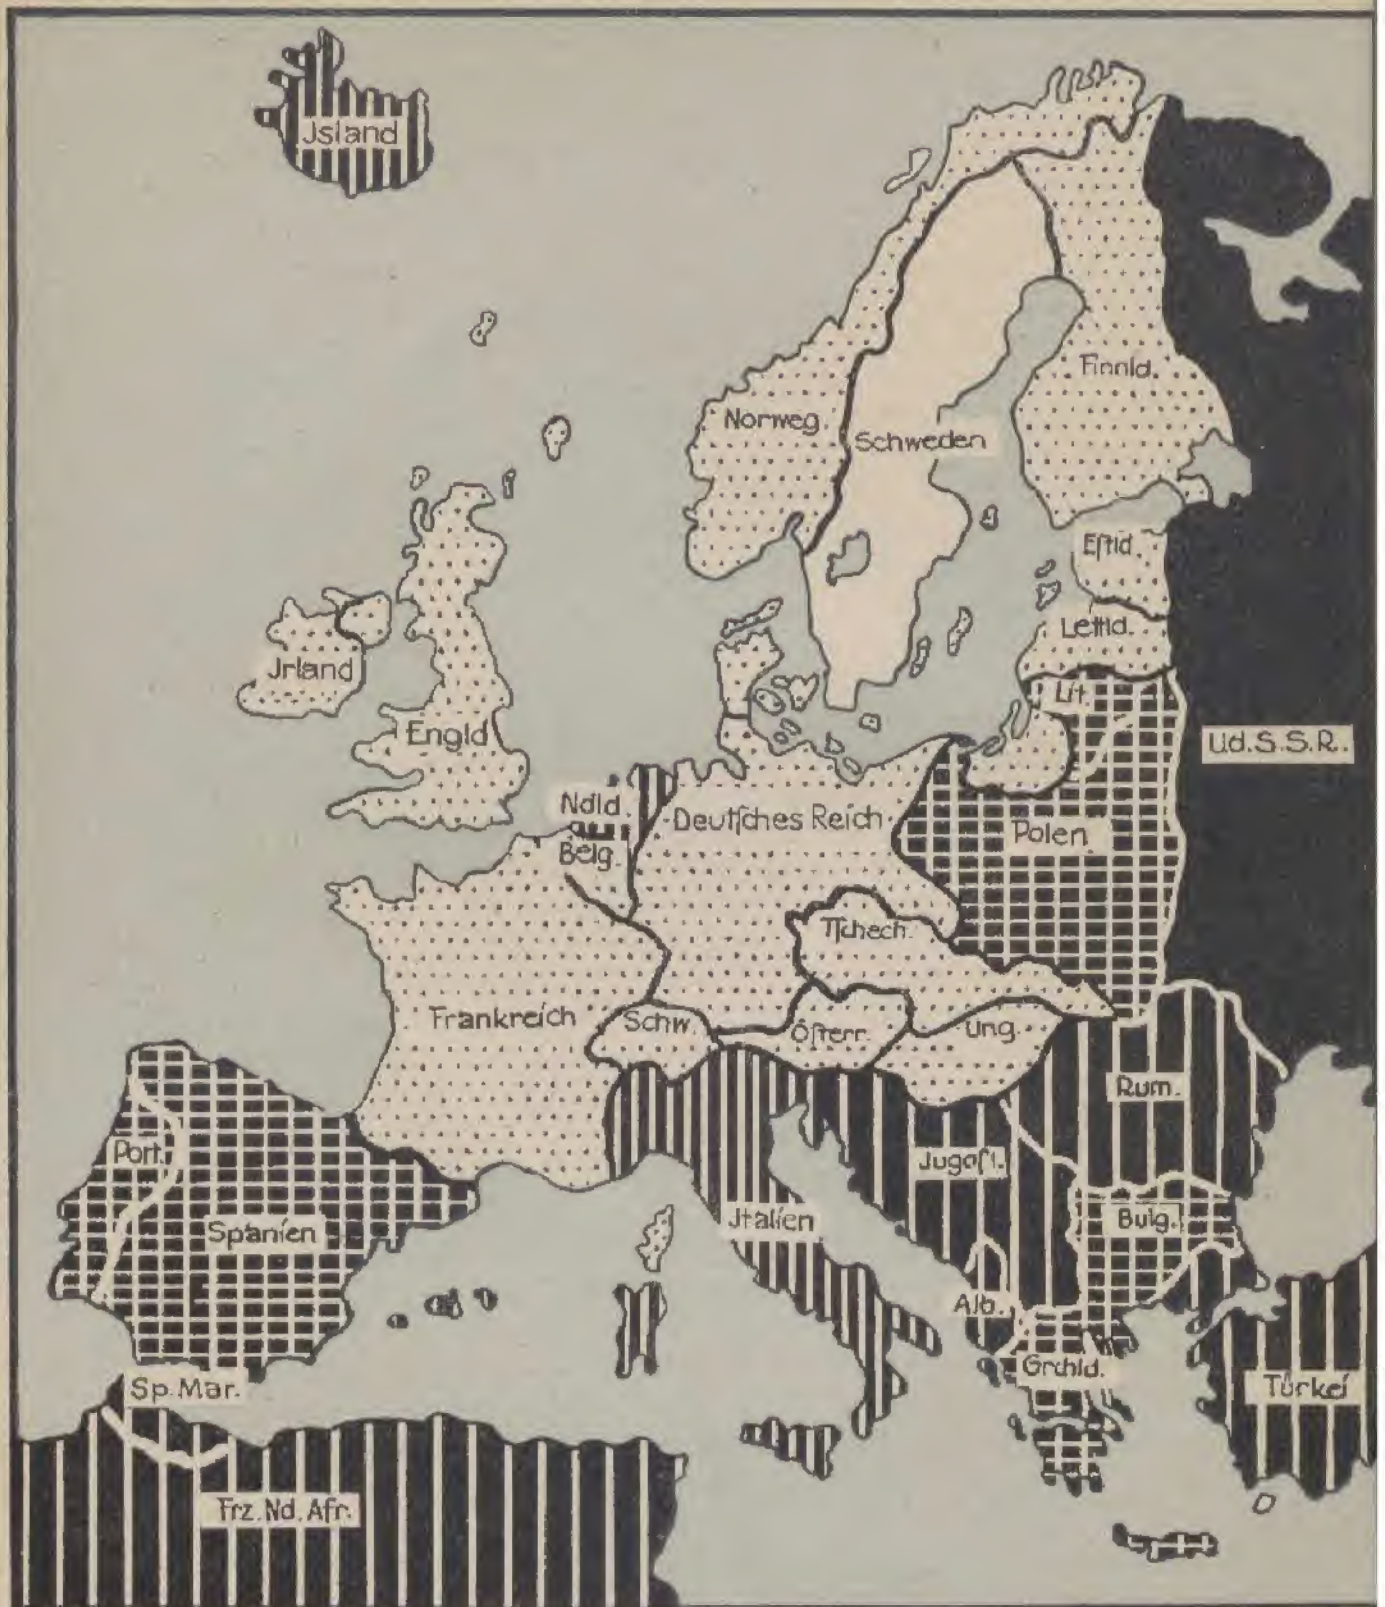 Jsland
Finnld.
Norweg.
Schweden
Eſtld.
Lettld.
Jrland
Lit.
Engld
U.d.S.S.R.
Ndld.
Deutſches Reich
Polen
Belg.
Tſchech.
Frankreich
Schw.
Öſterr.
Ung.
Rum.
Port.
Jugoſl.
Spanien
Jtalien
Bulg.
Alb.
Grchld.
Türkei
Sp. Mar.
Frz. Nd. Afr.